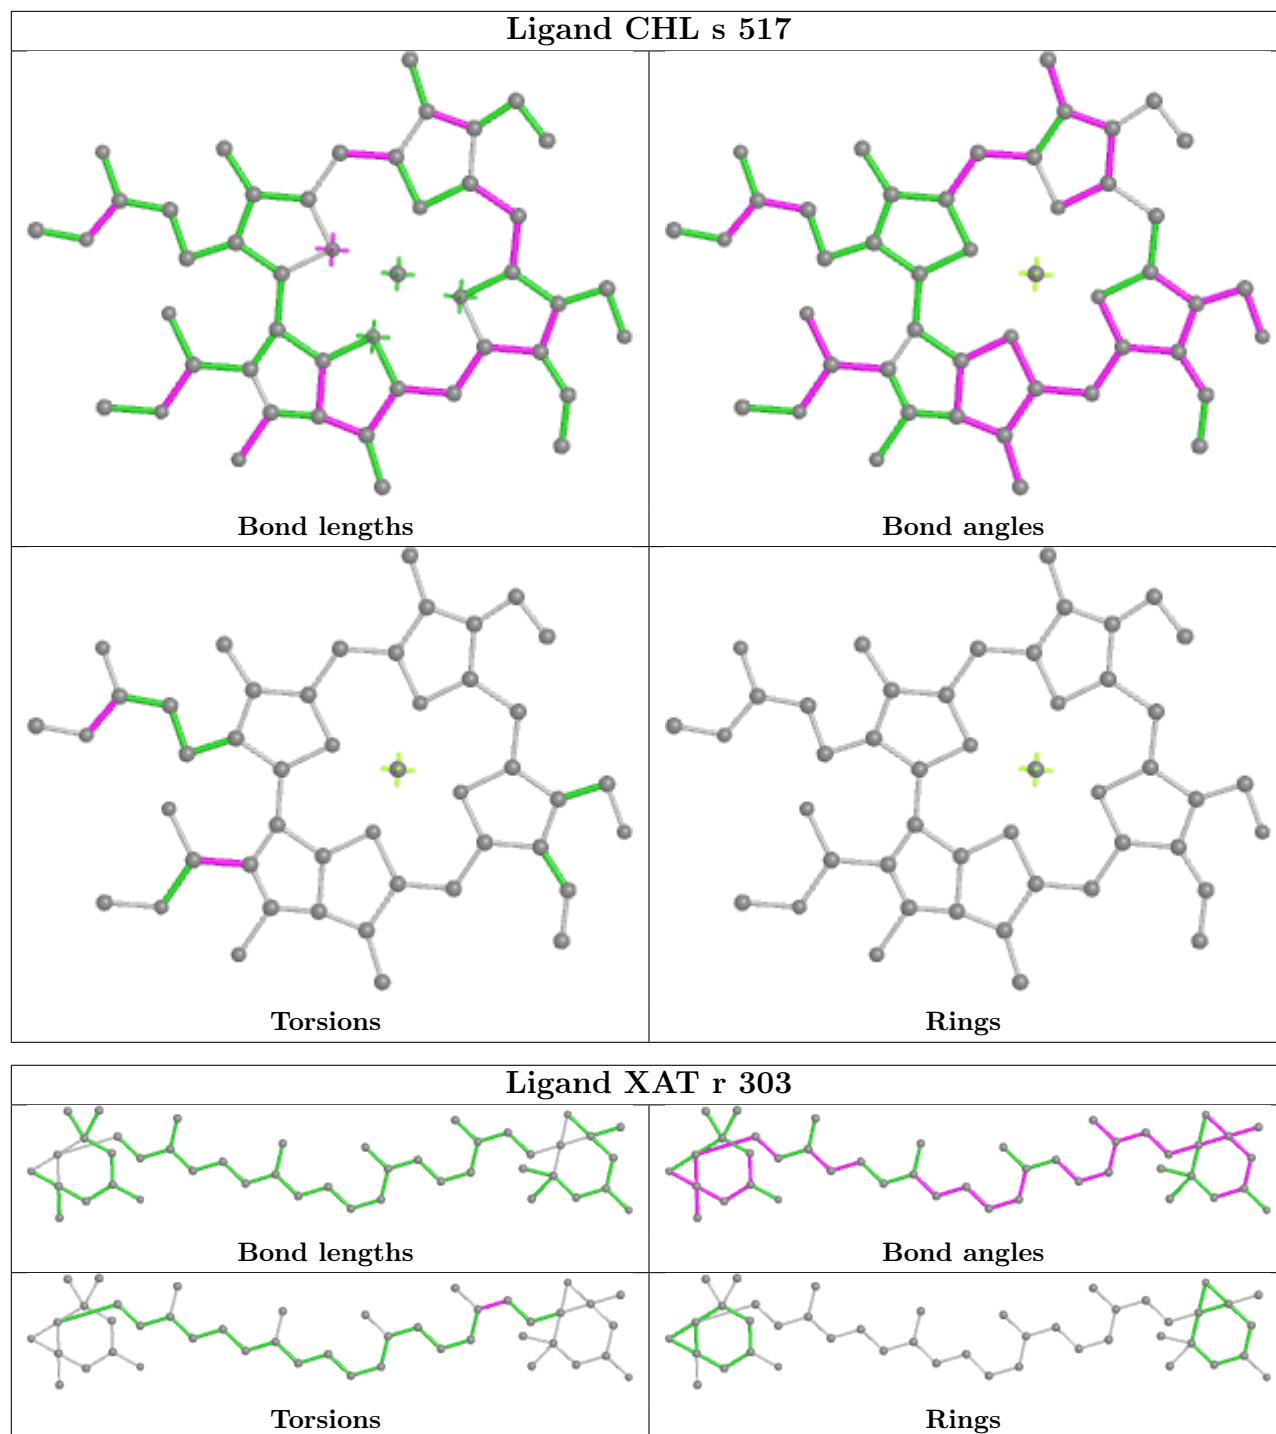 Ligand CHL s 517
Bond lengths
Bond angles
Torsions
Rings
Ligand XAT r 303
Bond lengths
Bond angles
Torsions
Rings